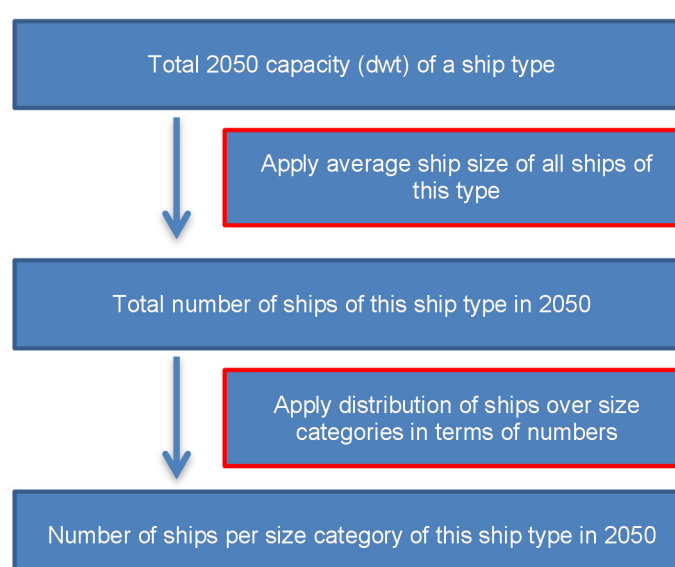 Total 2050 capacity (dwt) of a ship type
Apply average ship size of all ships of
this type
Total number of ships of this ship type in 2050
Apply distribution of ships over size
categories in terms of numbers
Number of ships per size category of this ship type in 2050